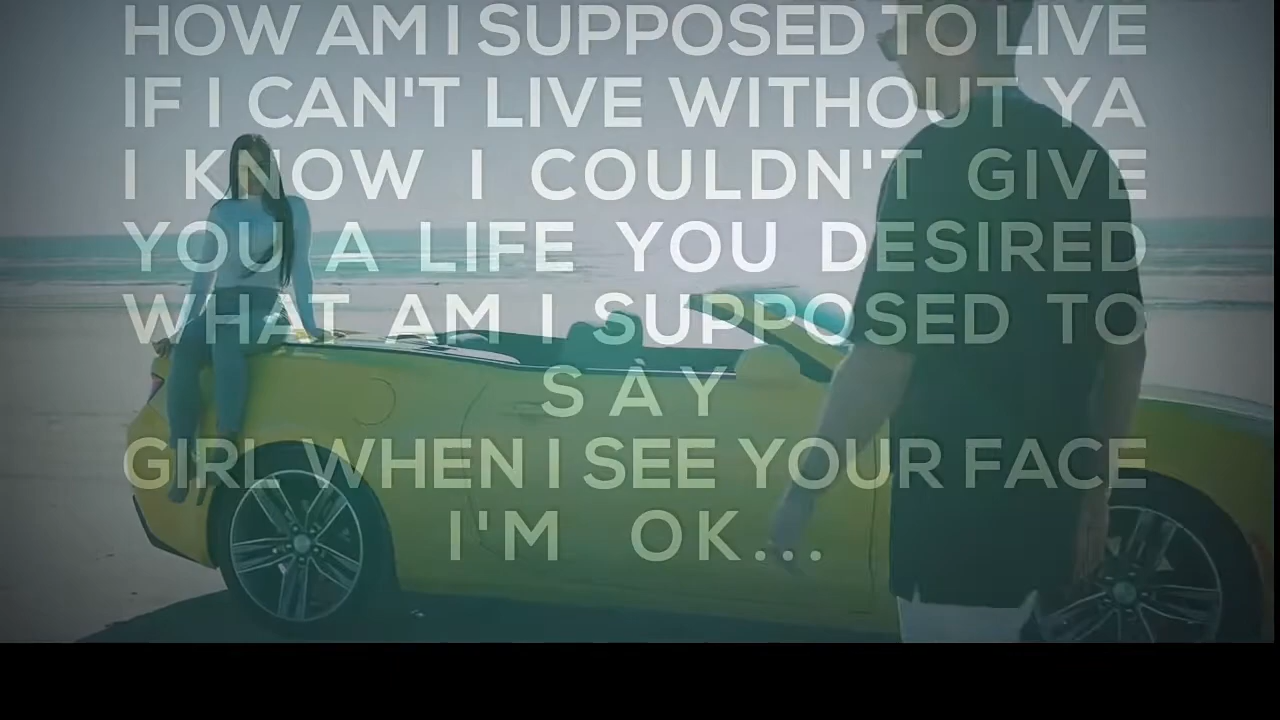 HOW AM I SUPPOSED TO LIVE
IF I CAN'T LIVE WITHOUT YA
I KNOW I COULDN'T GIVE
YOU A LIFE YOU DESIRED
WHAT AM I SUPPOSED TO
SÀY
GIRL WHEN I SEE YOUR FACE
I'M OK...